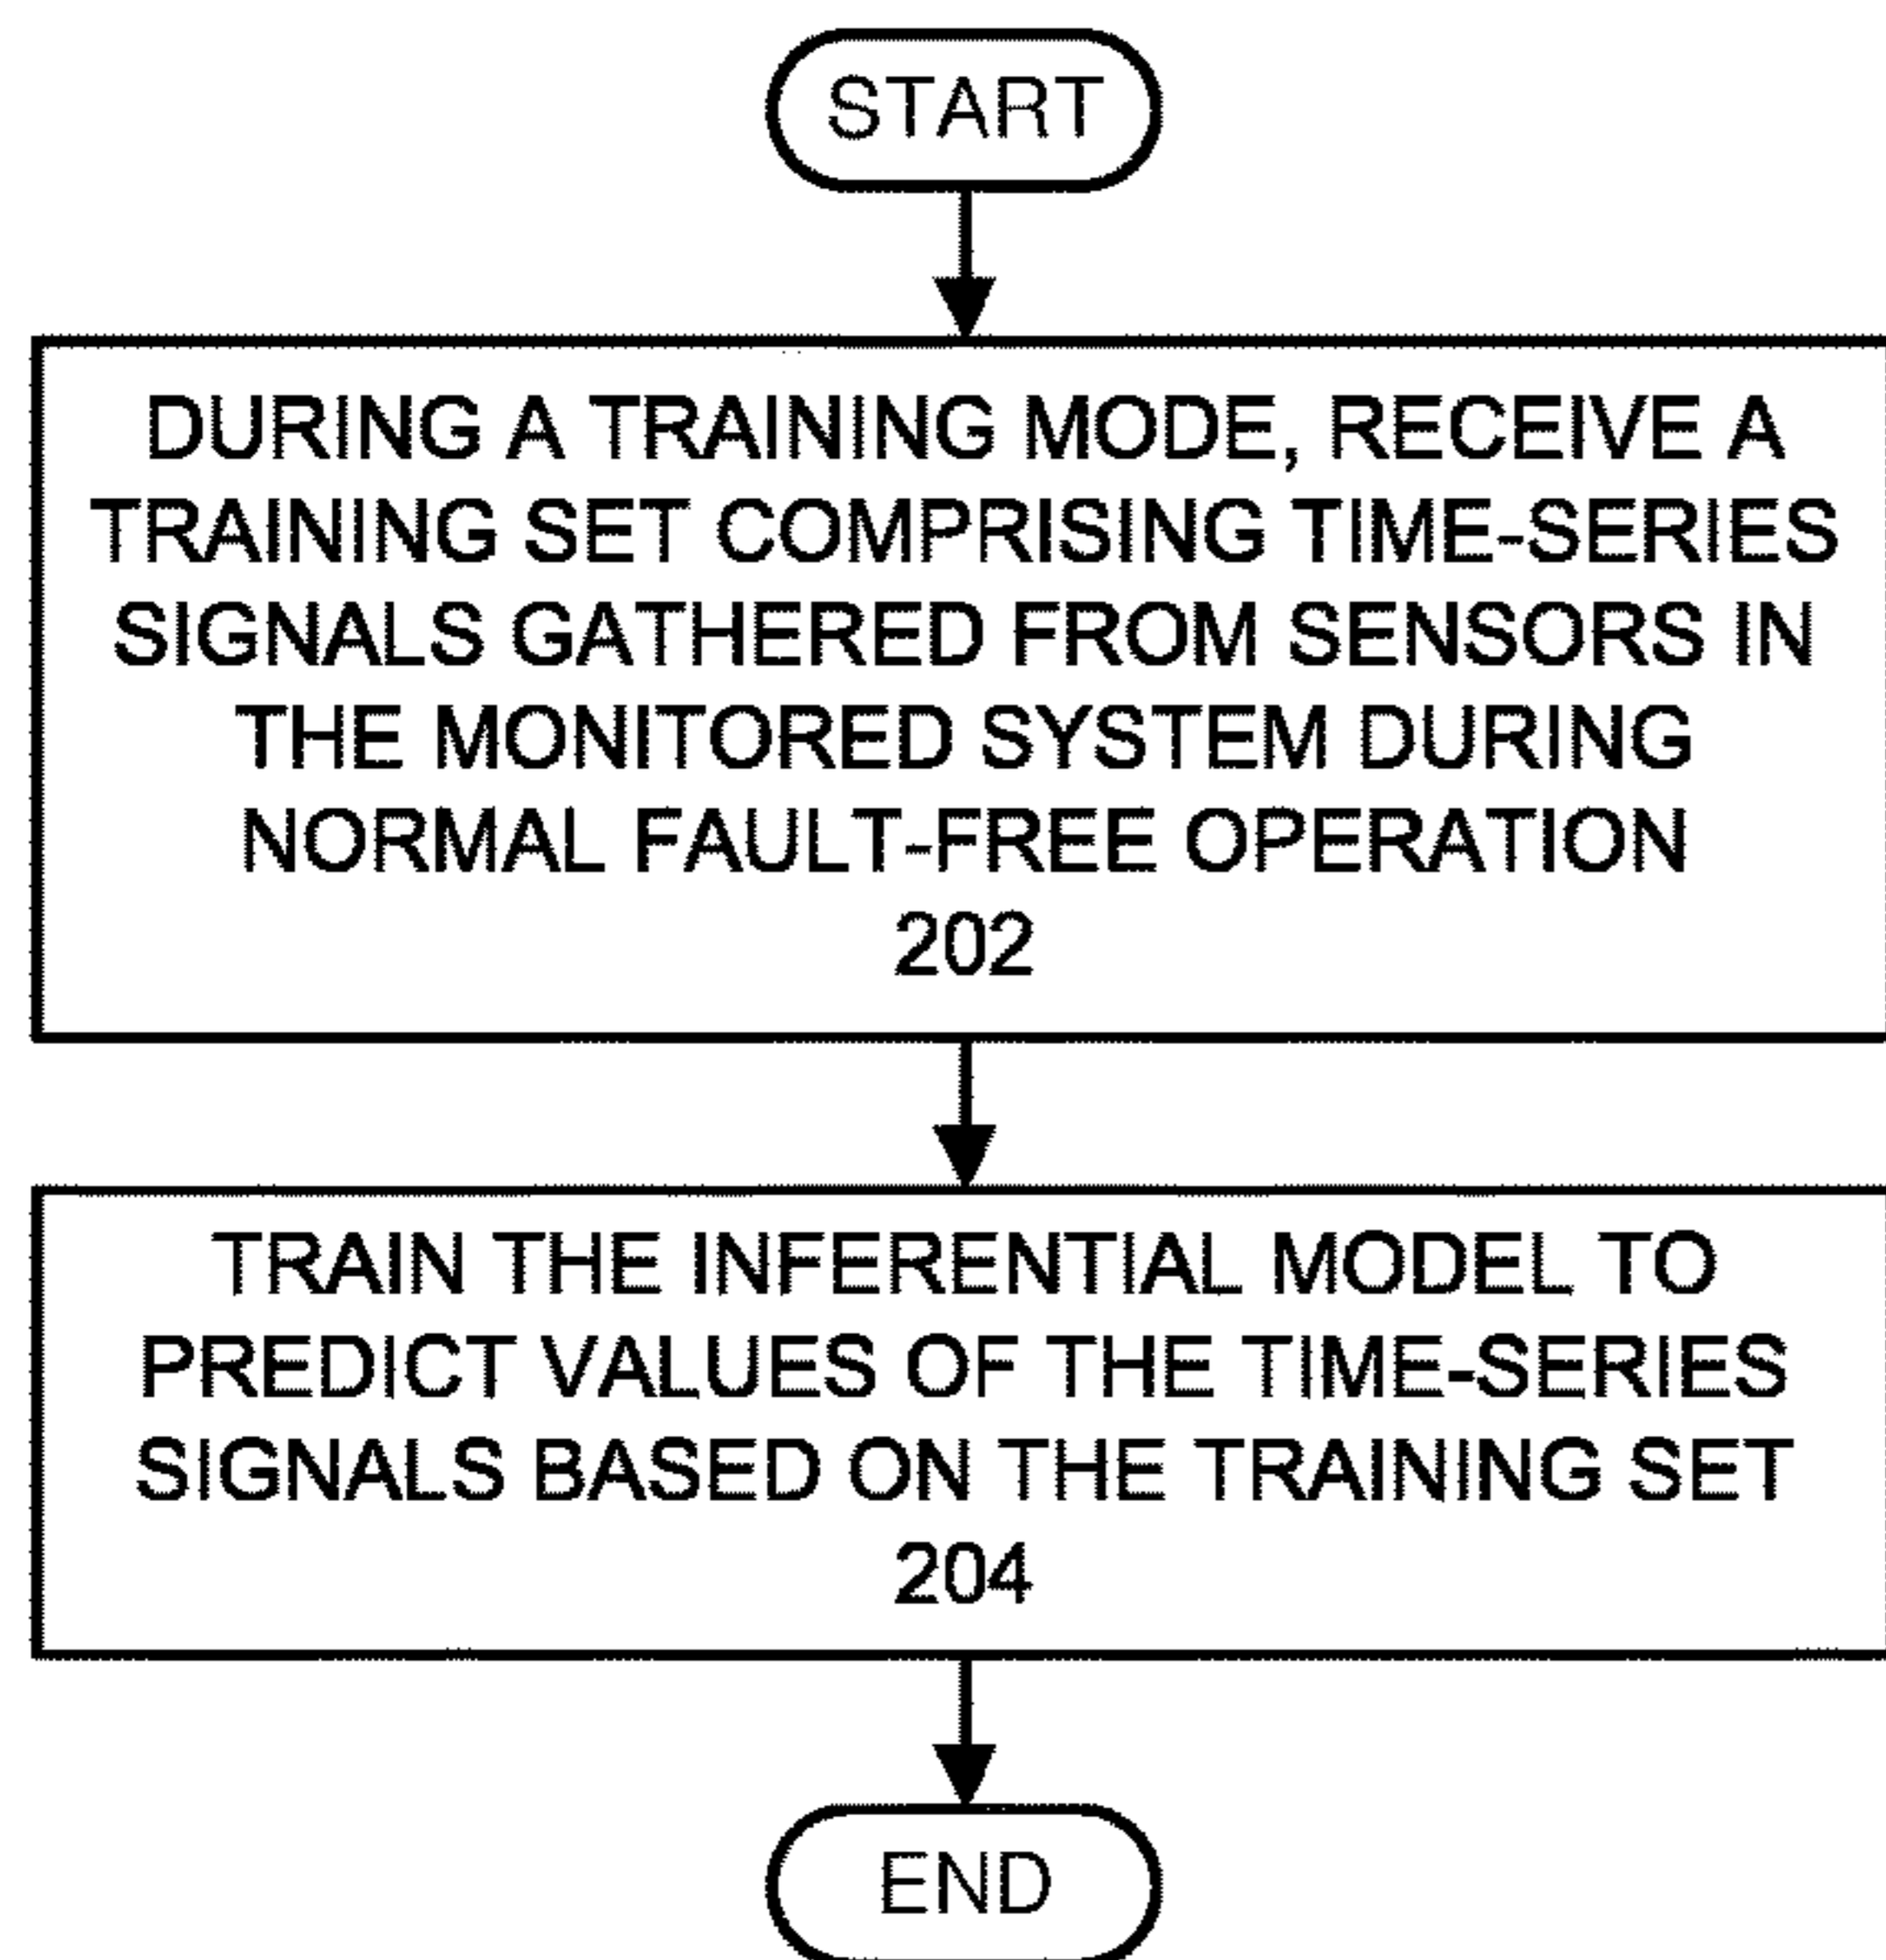 START
DURING A TRAINING MODE, RECEIVE A
TRAINING SET COMPRISING TIME-SERIES
SIGNALS GATHERED FROM SENSORS IN
THE MONITORED SYSTEM DURING
NORMAL FAULT-FREE OPERATION
202
TRAIN THE INFERENTIAL MODEL TO
PREDICT VALUES OF THE TIME-SERIES
SIGNALS BASED ON THE TRAINING SET
204
END